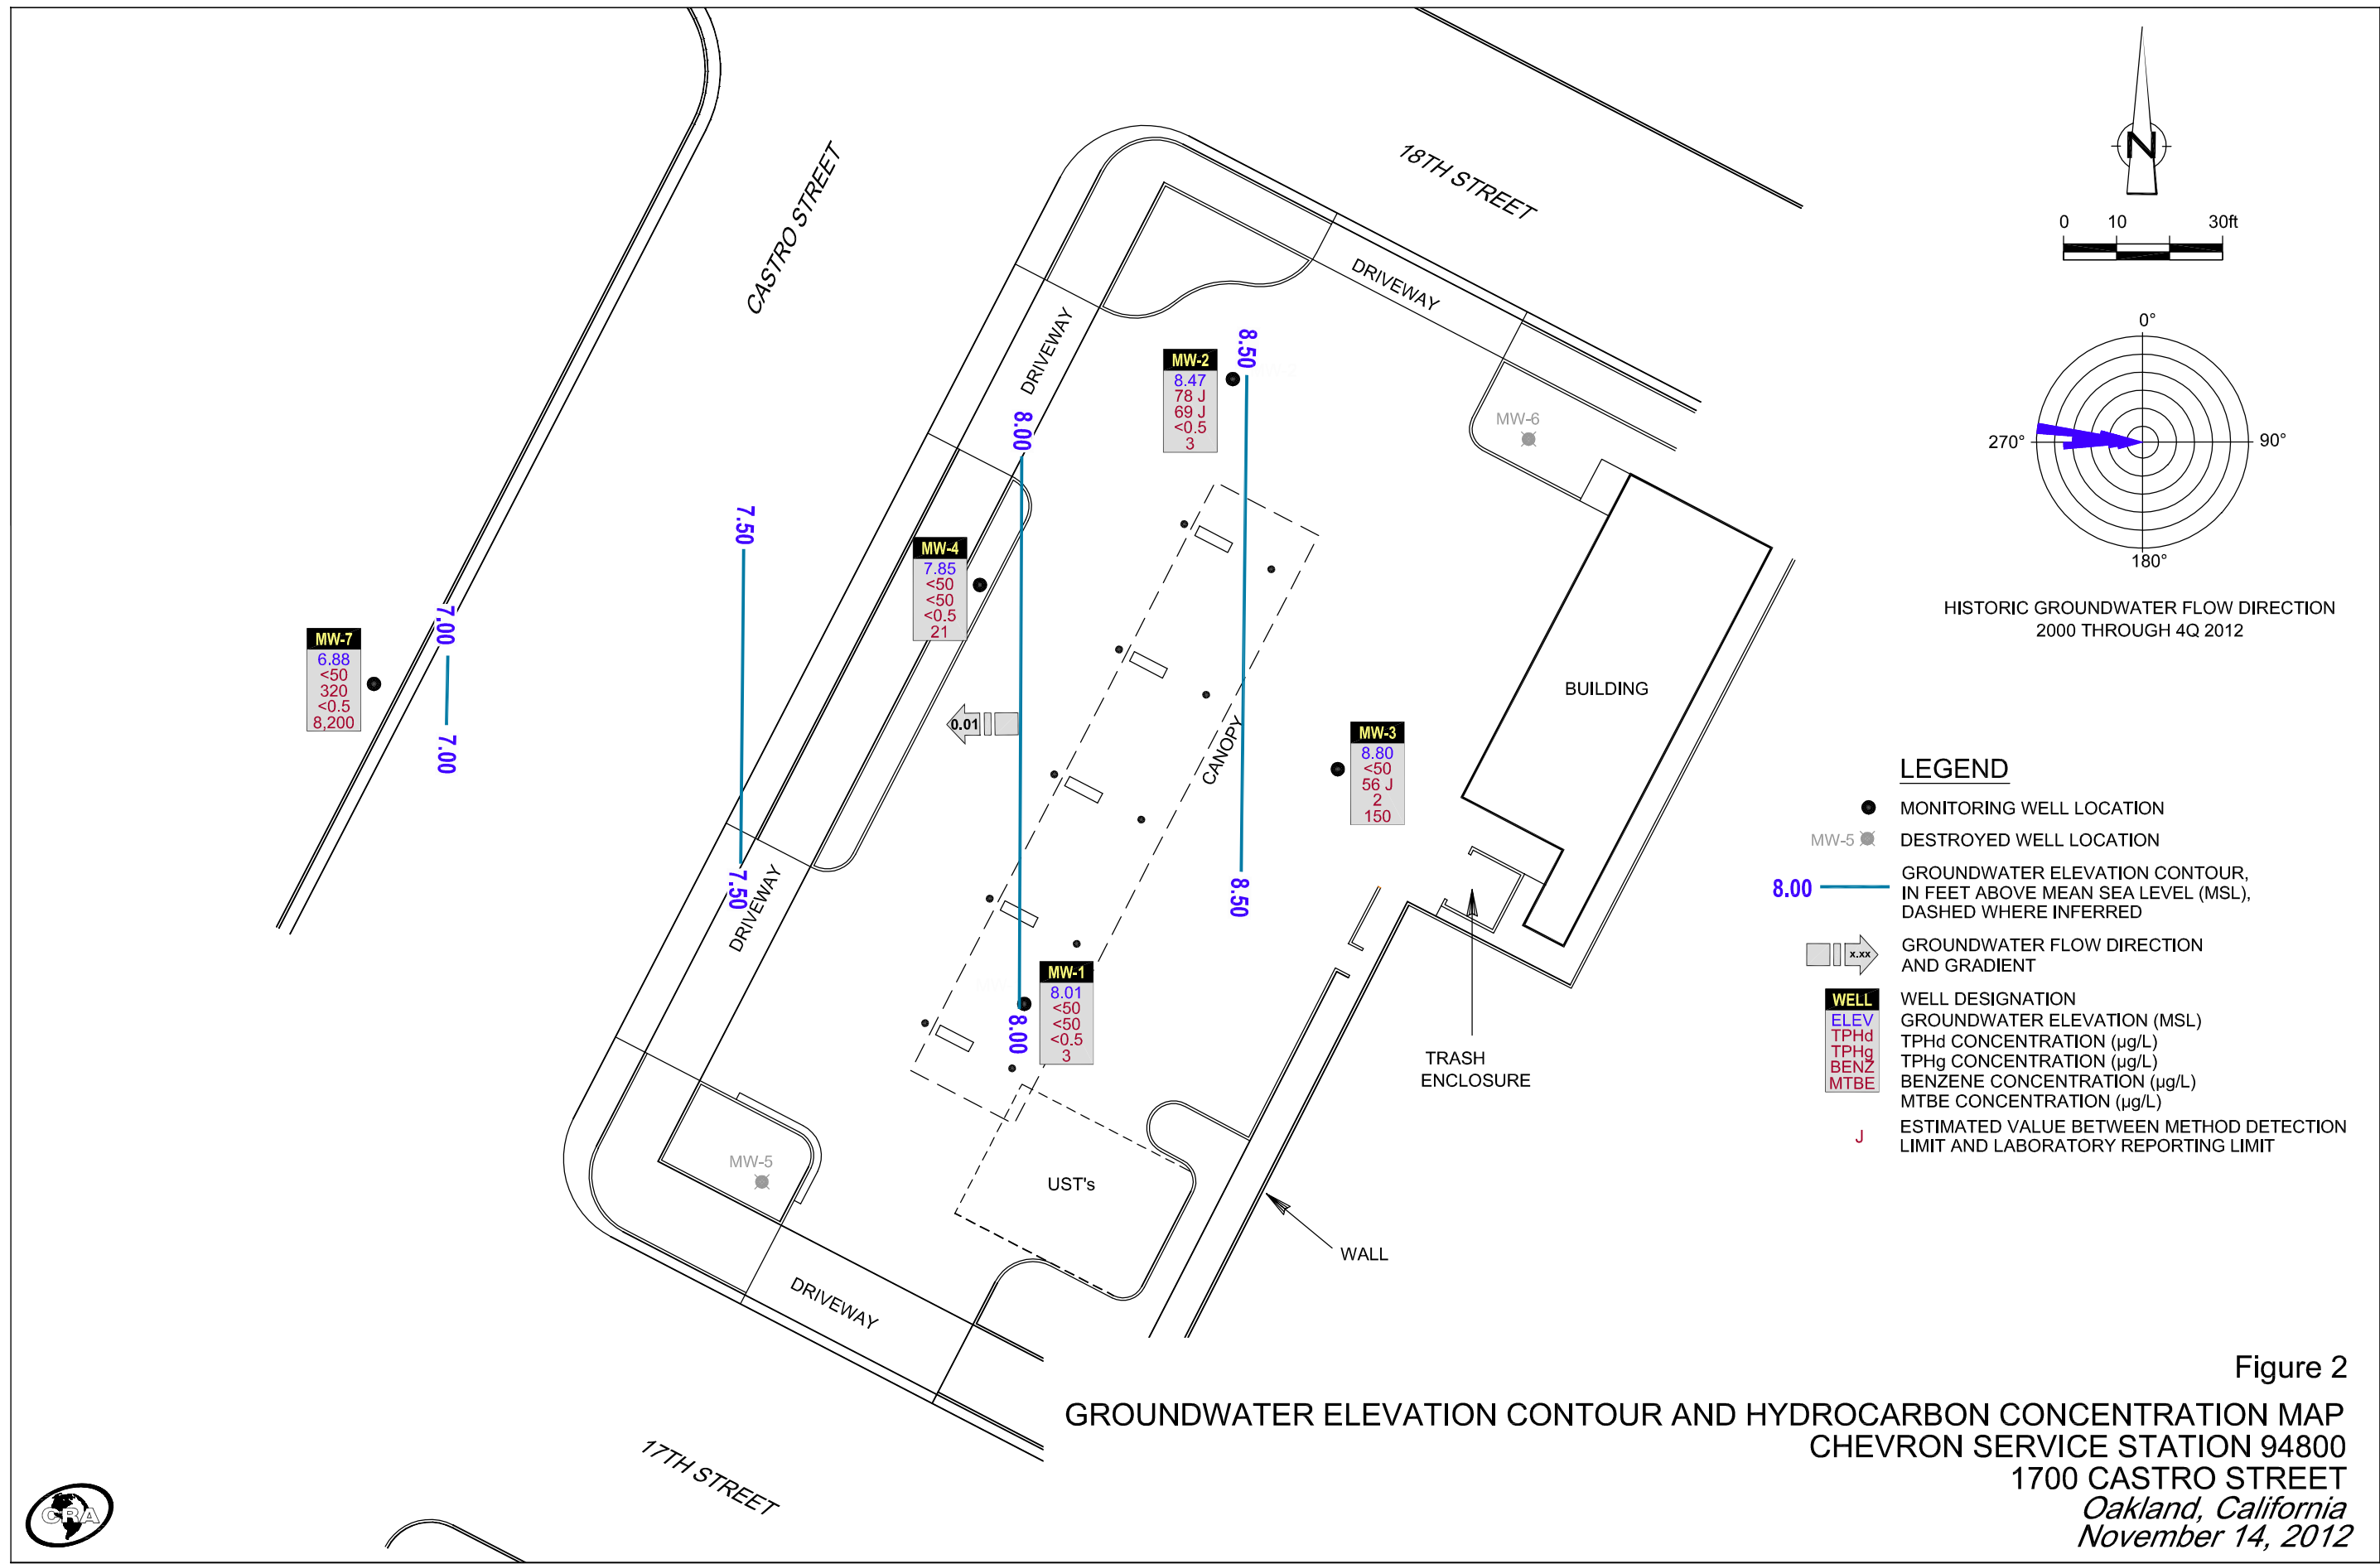 CASTRO STREET
18TH STREET
DRIVEWAY
DRIVEWAY
N
0 10 30ft
0°
270° 90°
180°
HISTORIC GROUNDWATER FLOW DIRECTION
2000 THROUGH 4Q 2012
8.50
MW-2
8.47
78 J
69 J
<0.5
3
MW-6
8.00
7.50
MW-4
7.85
<50
<50
<0.5
21
7.00
MW-7
6.88
<50
320
<0.5
8,200
7.00
0.01
CANOPY
BUILDING
MW-3
8.80
<50
56 J
2
150
7.50
DRIVEWAY
8.50
MW-1
8.01
<50
<50
<0.5
3
8.00
TRASH
ENCLOSURE
MW-5
UST's
WALL
DRIVEWAY
17TH STREET
LEGEND
MONITORING WELL LOCATION
MW-5 DESTROYED WELL LOCATION
8.00 GROUNDWATER ELEVATION CONTOUR,
IN FEET ABOVE MEAN SEA LEVEL (MSL),
DASHED WHERE INFERRED
x.xx GROUNDWATER FLOW DIRECTION
AND GRADIENT
WELL WELL DESIGNATION
ELEV GROUNDWATER ELEVATION (MSL)
TPHd TPHd CONCENTRATION (µg/L)
TPHg TPHg CONCENTRATION (µg/L)
BENZ BENZENE CONCENTRATION (µg/L)
MTBE MTBE CONCENTRATION (µg/L)
J ESTIMATED VALUE BETWEEN METHOD DETECTION
LIMIT AND LABORATORY REPORTING LIMIT
Figure 2
GROUNDWATER ELEVATION CONTOUR AND HYDROCARBON CONCENTRATION MAP
CHEVRON SERVICE STATION 94800
1700 CASTRO STREET
Oakland, California
November 14, 2012
CRA